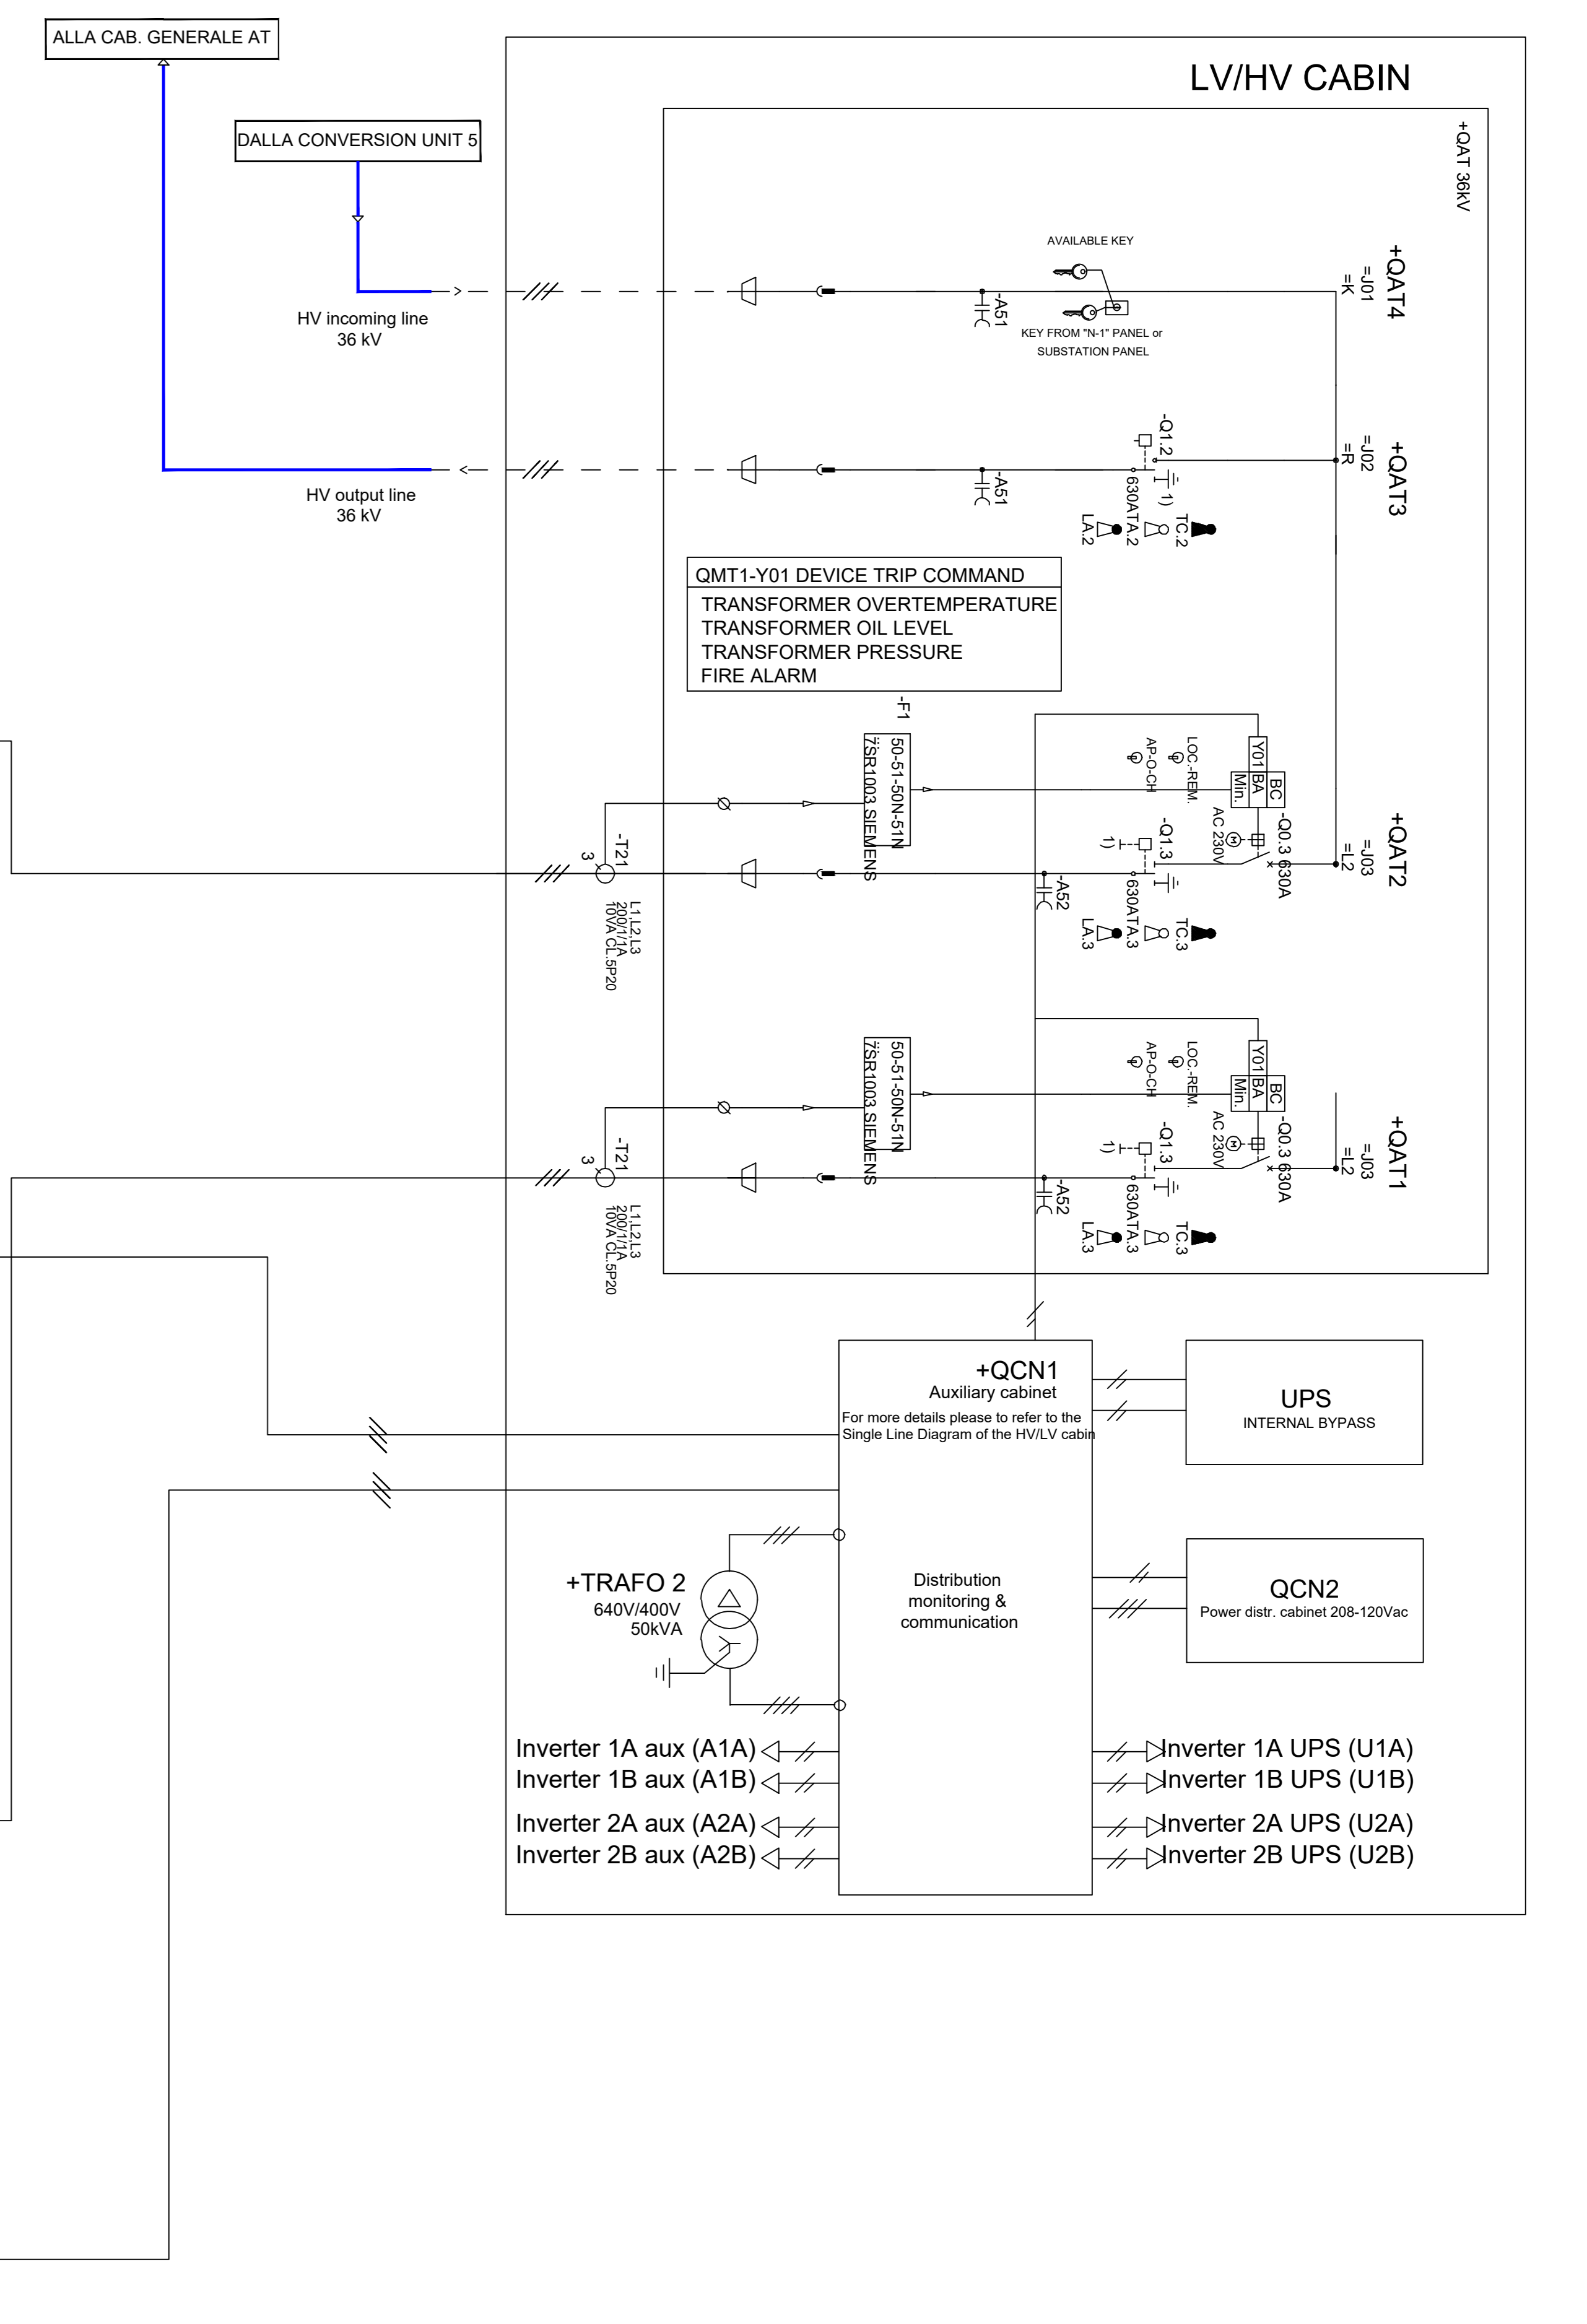 ALLA CAB. GENERALE AT
LV/HV CABIN
DALLA CONVERSION UNIT 5
+QAT 36kV
AVAILABLE KEY
KEY FROM "N-1" PANEL or
SUBSTATION PANEL
-A51
+QAT4
=J01
=K
HV incoming line
36 kV
-Q1.2
1)
-A51
630A
TA.2
LA.2
TC.2
+QAT3
=J02
=R
HV output line
36 kV
QMT1-Y01 DEVICE TRIP COMMAND
TRANSFORMER OVERTEMPERATURE
TRANSFORMER OIL LEVEL
TRANSFORMER PRESSURE
FIRE ALARM
-F1
50-51-50N-51N
7SR1003 SIEMENS
LOC.-REM.
AP-O-CH
Y01
BC
BA
Min.
M
AC 230V
-Q0.3 630A
-Q1.3
1)
630A
TA.3
LA.3
TC.3
-A52
+QAT2
=J03
=L2
-T21
3
L1,L2,L3
200/1/1A
10VA CL.5P20
50-51-50N-51N
7SR1003 SIEMENS
LOC.-REM.
AP-O-CH
Y01
BC
BA
Min.
M
AC 230V
-Q0.3 630A
-Q1.3
1)
630A
TA.3
LA.3
TC.3
-A52
+QAT1
=J03
=L2
-T21
3
L1,L2,L3
200/1/1A
10VA CL.5P20
+QCN1
Auxiliary cabinet
For more details please to refer to the
Single Line Diagram of the HV/LV cabin
UPS
INTERNAL BYPASS
+TRAFO 2
640V/400V
50kVA
Distribution
monitoring &
communication
QCN2
Power distr. cabinet 208-120Vac
Inverter 1A aux (A1A)
Inverter 1B aux (A1B)
Inverter 2A aux (A2A)
Inverter 2B aux (A2B)
Inverter 1A UPS (U1A)
Inverter 1B UPS (U1B)
Inverter 2A UPS (U2A)
Inverter 2B UPS (U2B)